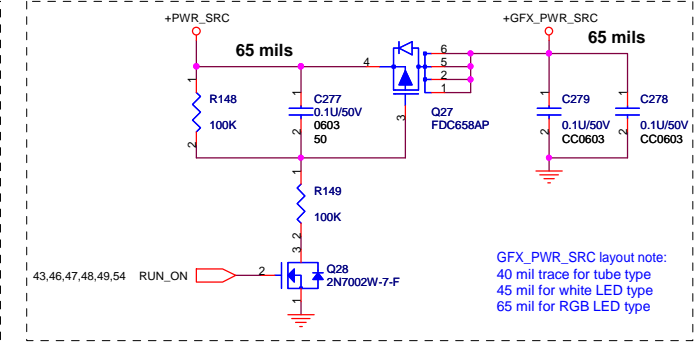 +PWR_SRC
+GFX_PWR_SRC
65 mils
65 mils
4
6
5
2
1
3
Q27
FDC658AP
1
R148
100K
2
1
C277
0.1U/50V
0603
50
2
1
C279
0.1U/50V
CC0603
2
1
C278
0.1U/50V
CC0603
2
1
R149
100K
2
3
Q28
2N7002W-7-F
2
1
43,46,47,48,49,54 RUN_ON
GFX_PWR_SRC layout note:
40 mil trace for tube type
45 mil for white LED type
65 mil for RGB LED type